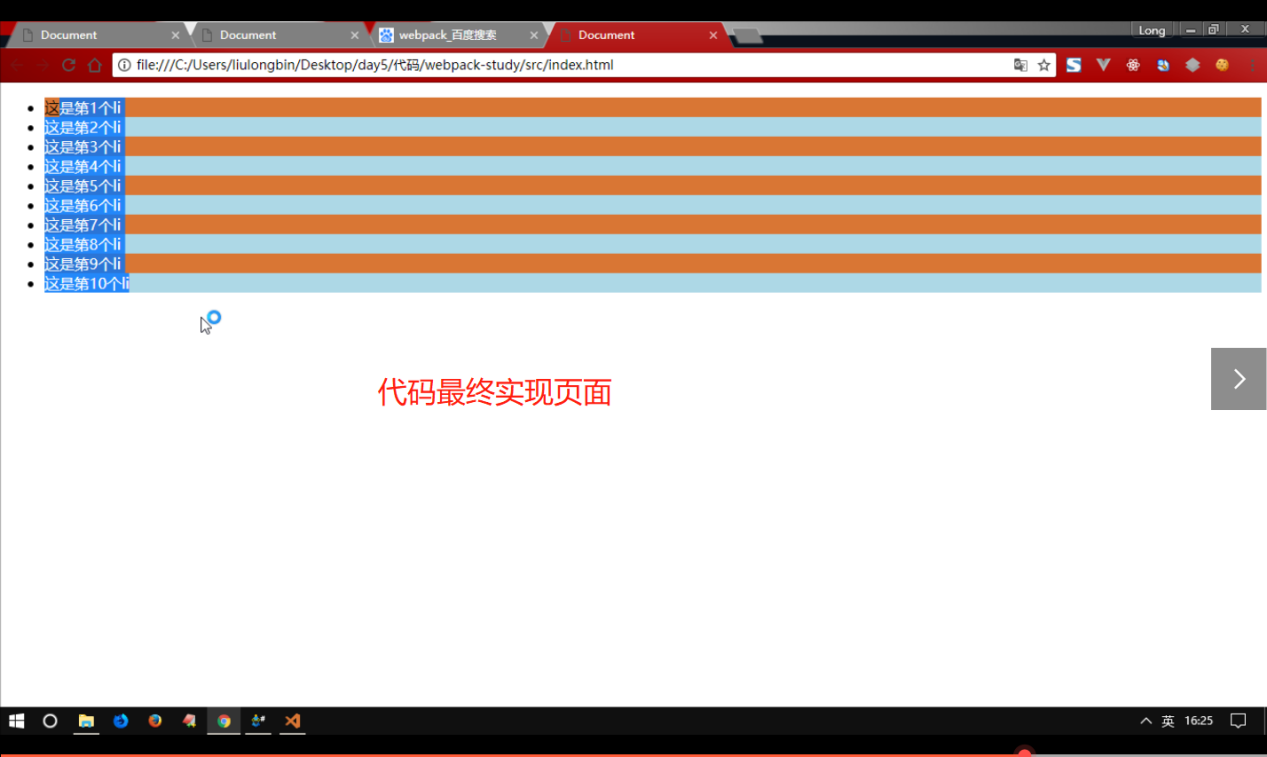 Document
Document
webpack_百度搜索
Document
Long
file:///C:/Users/liulongbin/Desktop/day5/代码/webpack-study/src/index.html
这是第1个li
这是第2个li
这是第3个li
这是第4个li
这是第5个li
这是第6个li
这是第7个li
这是第8个li
这是第9个li
这是第10个li
代码最终实现页面
英 16:25